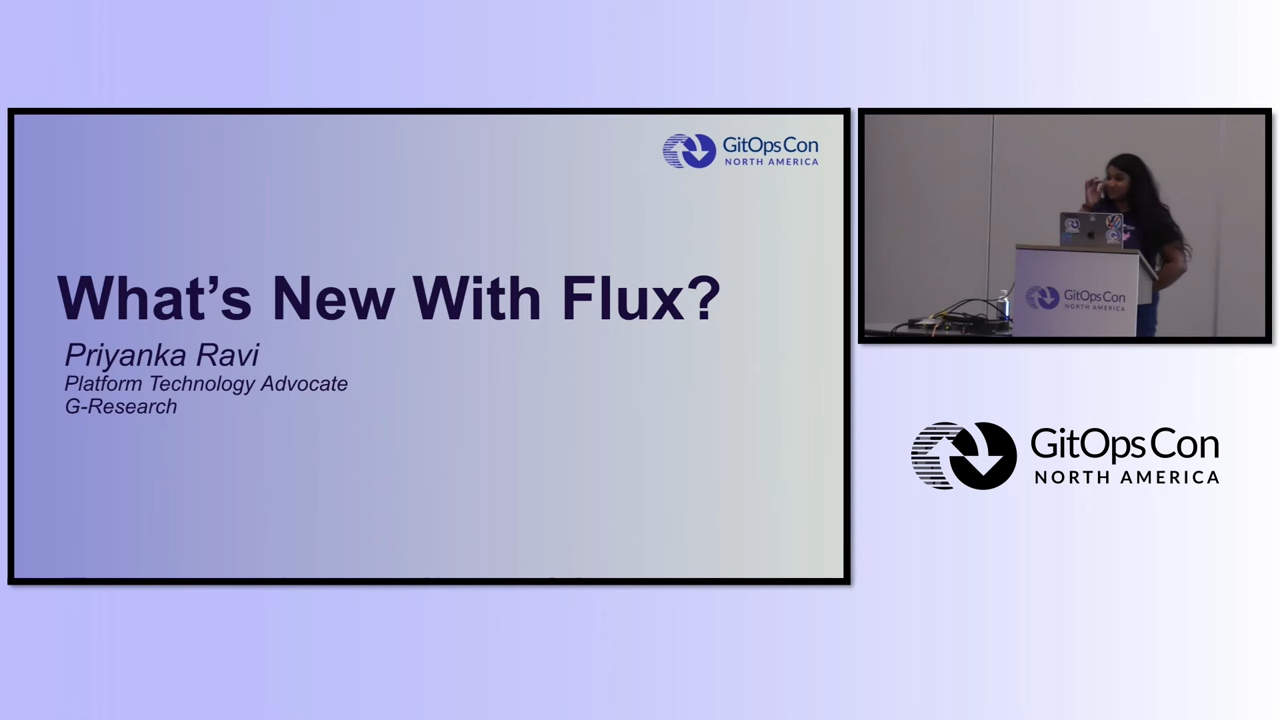 GitOps Con
NORTH AMERICA
What's New With Flux?
Priyanka Ravi
Platform Technology Advocate
G-Research
GitOps Con
NORTH AMERICA
GitOps Con
NORTH AMERICA